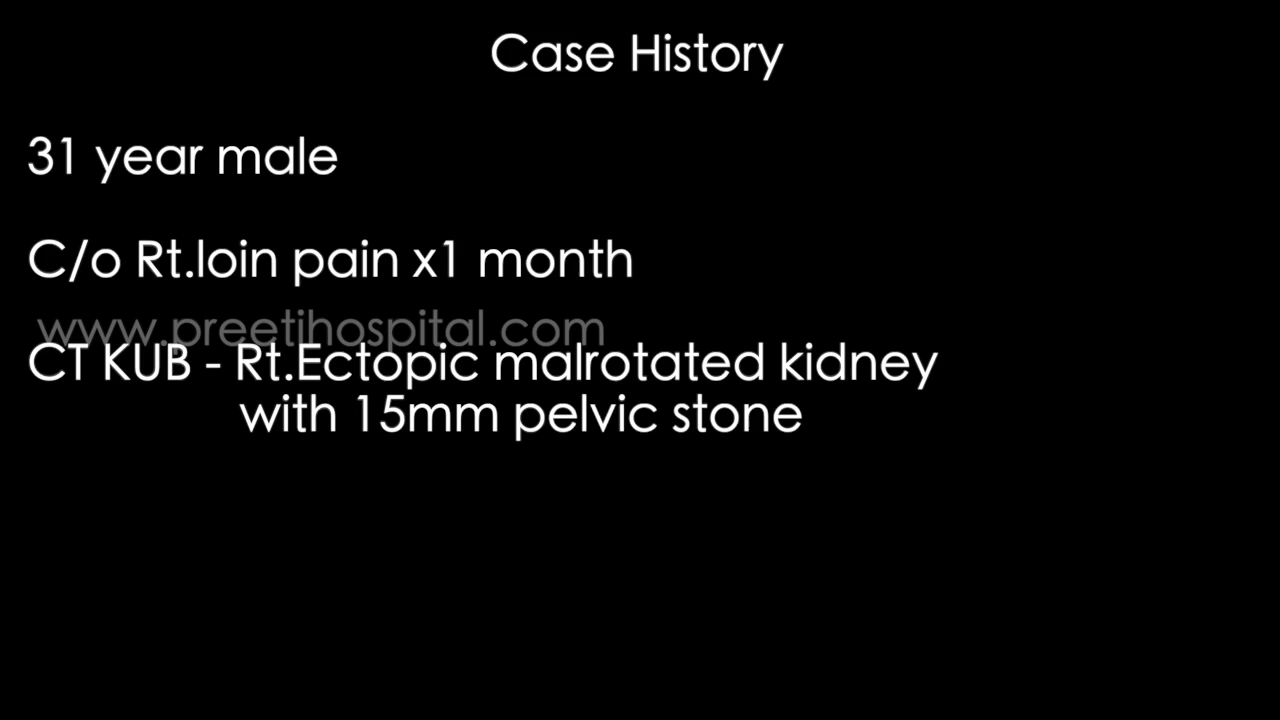 Case History
31 year male
C/o Rt.loin pain x1 month
www.preetihospital.com
CT KUB - Rt.Ectopic malrotated kidney
with 15mm pelvic stone